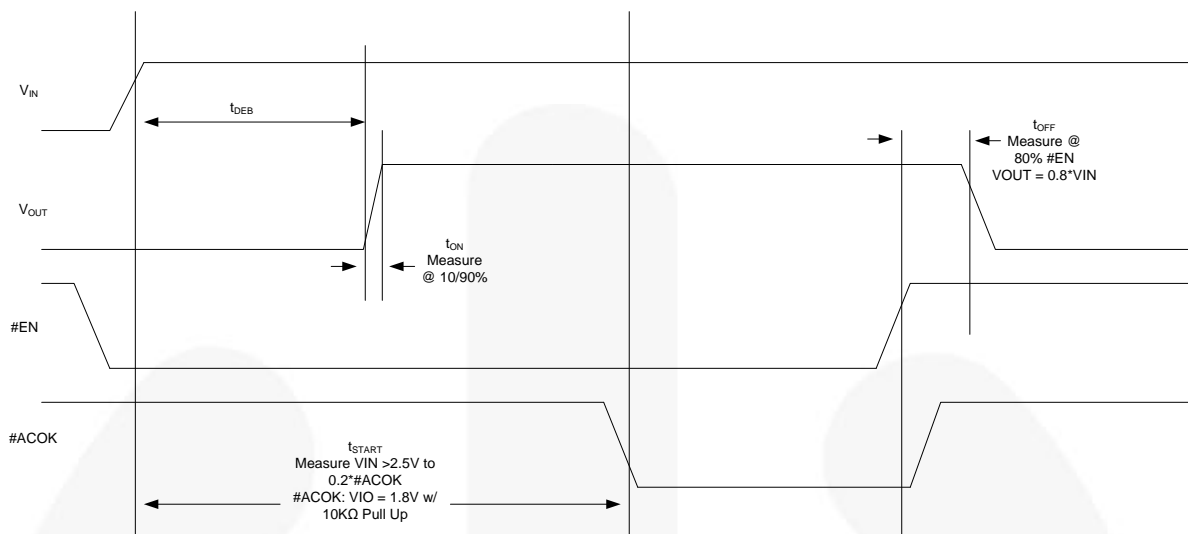 VIN
tDEB
tOFF
Measure @
80% #EN
VOUT = 0.8*VIN
VOUT
tON
Measure
@ 10/90%
#EN
#ACOK
tSTART
Measure VIN >2.5V to
0.2*#ACOK
#ACOK: VIO = 1.8V w/
10KΩ Pull Up